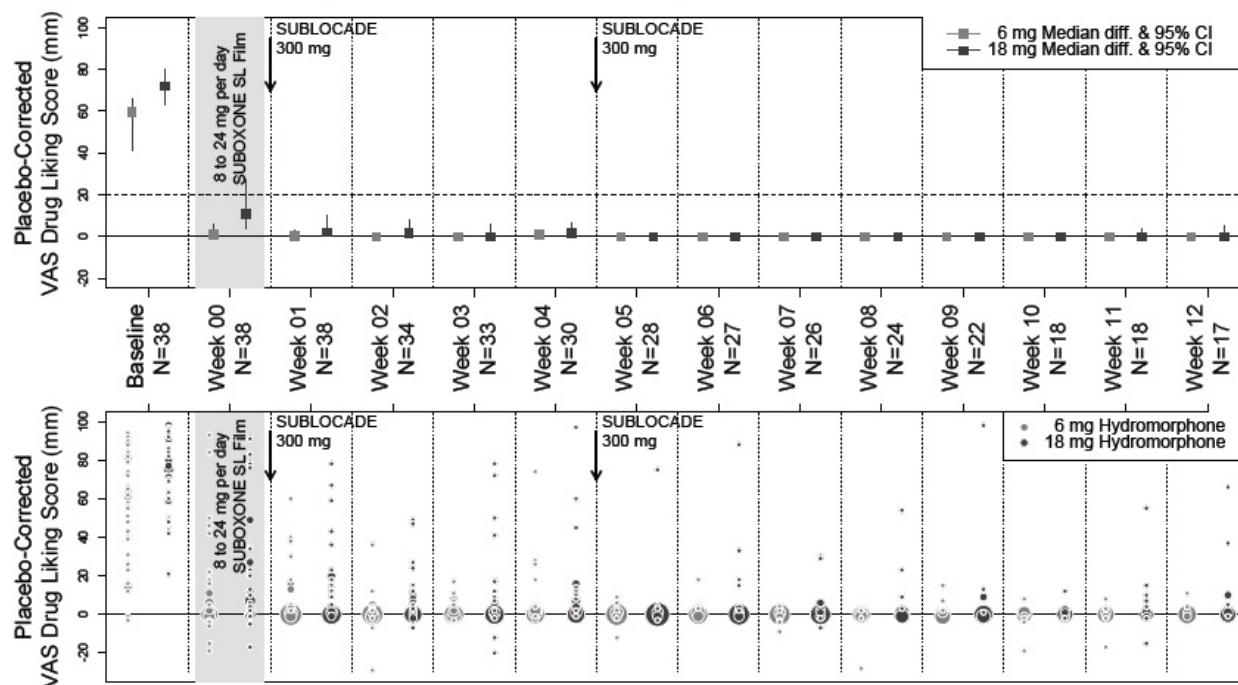 Placebo-Corrected
VAS Drug Liking Score (mm)
100
80
60
40
20
0
-20
8 to 24 mg per day
SUBOXONE SL Film
SUBLOCADE
300 mg
SUBLOCADE
300 mg
6 mg Median diff. & 95% CI
18 mg Median diff. & 95% CI
Baseline
N=38
Week 00
N=38
Week 01
N=38
Week 02
N=34
Week 03
N=33
Week 04
N=30
Week 05
N=28
Week 06
N=27
Week 07
N=26
Week 08
N=24
Week 09
N=22
Week 10
N=18
Week 11
N=18
Week 12
N=17
Placebo-Corrected
VAS Drug Liking Score (mm)
100
80
60
40
20
0
-20
8 to 24 mg per day
SUBOXONE SL Film
SUBLOCADE
300 mg
SUBLOCADE
300 mg
6 mg Hydromorphone
18 mg Hydromorphone